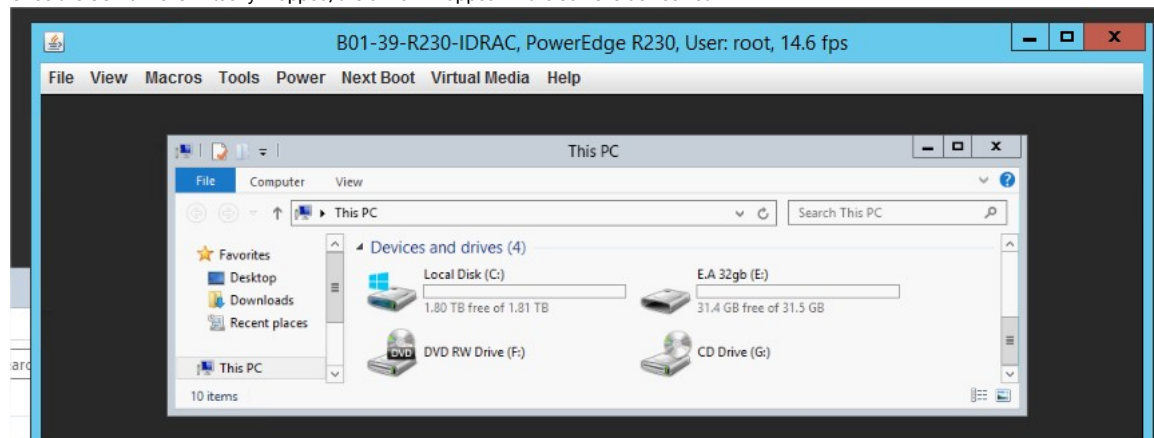 B01-39-R230-IDRAC, PowerEdge R230, User: root, 14.6 fps
File View Macros Tools Power Next Boot Virtual Media Help
This PC
File Computer View
This PC
Search This PC
Favorites
Desktop
Downloads
Recent places
This PC
Devices and drives (4)
Local Disk (C:)
1.80 TB free of 1.81 TB
E.A 32gb (E:)
31.4 GB free of 31.5 GB
DVD RW Drive (F:)
CD Drive (G:)
10 items